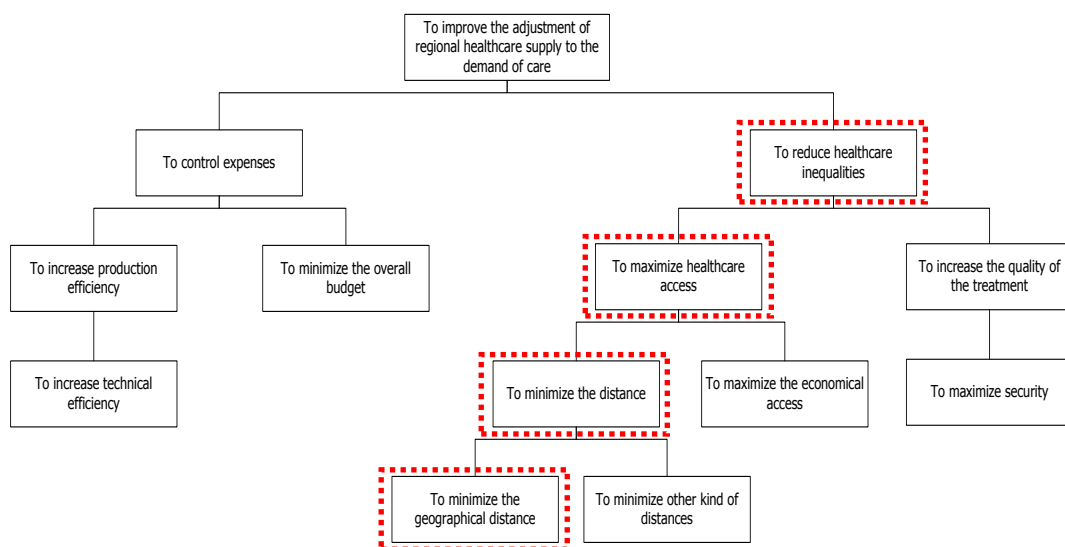 To improve the adjustment of
regional healthcare supply to the
demand of care
To control expenses
To reduce healthcare
inequalities
To increase production
efficiency
To minimize the overall
budget
To maximize healthcare
access
To increase the quality of
the treatment
To increase technical
efficiency
To minimize the distance
To maximize the economical
access
To maximize security
To minimize the
geographical distance
To minimize other kind of
distances